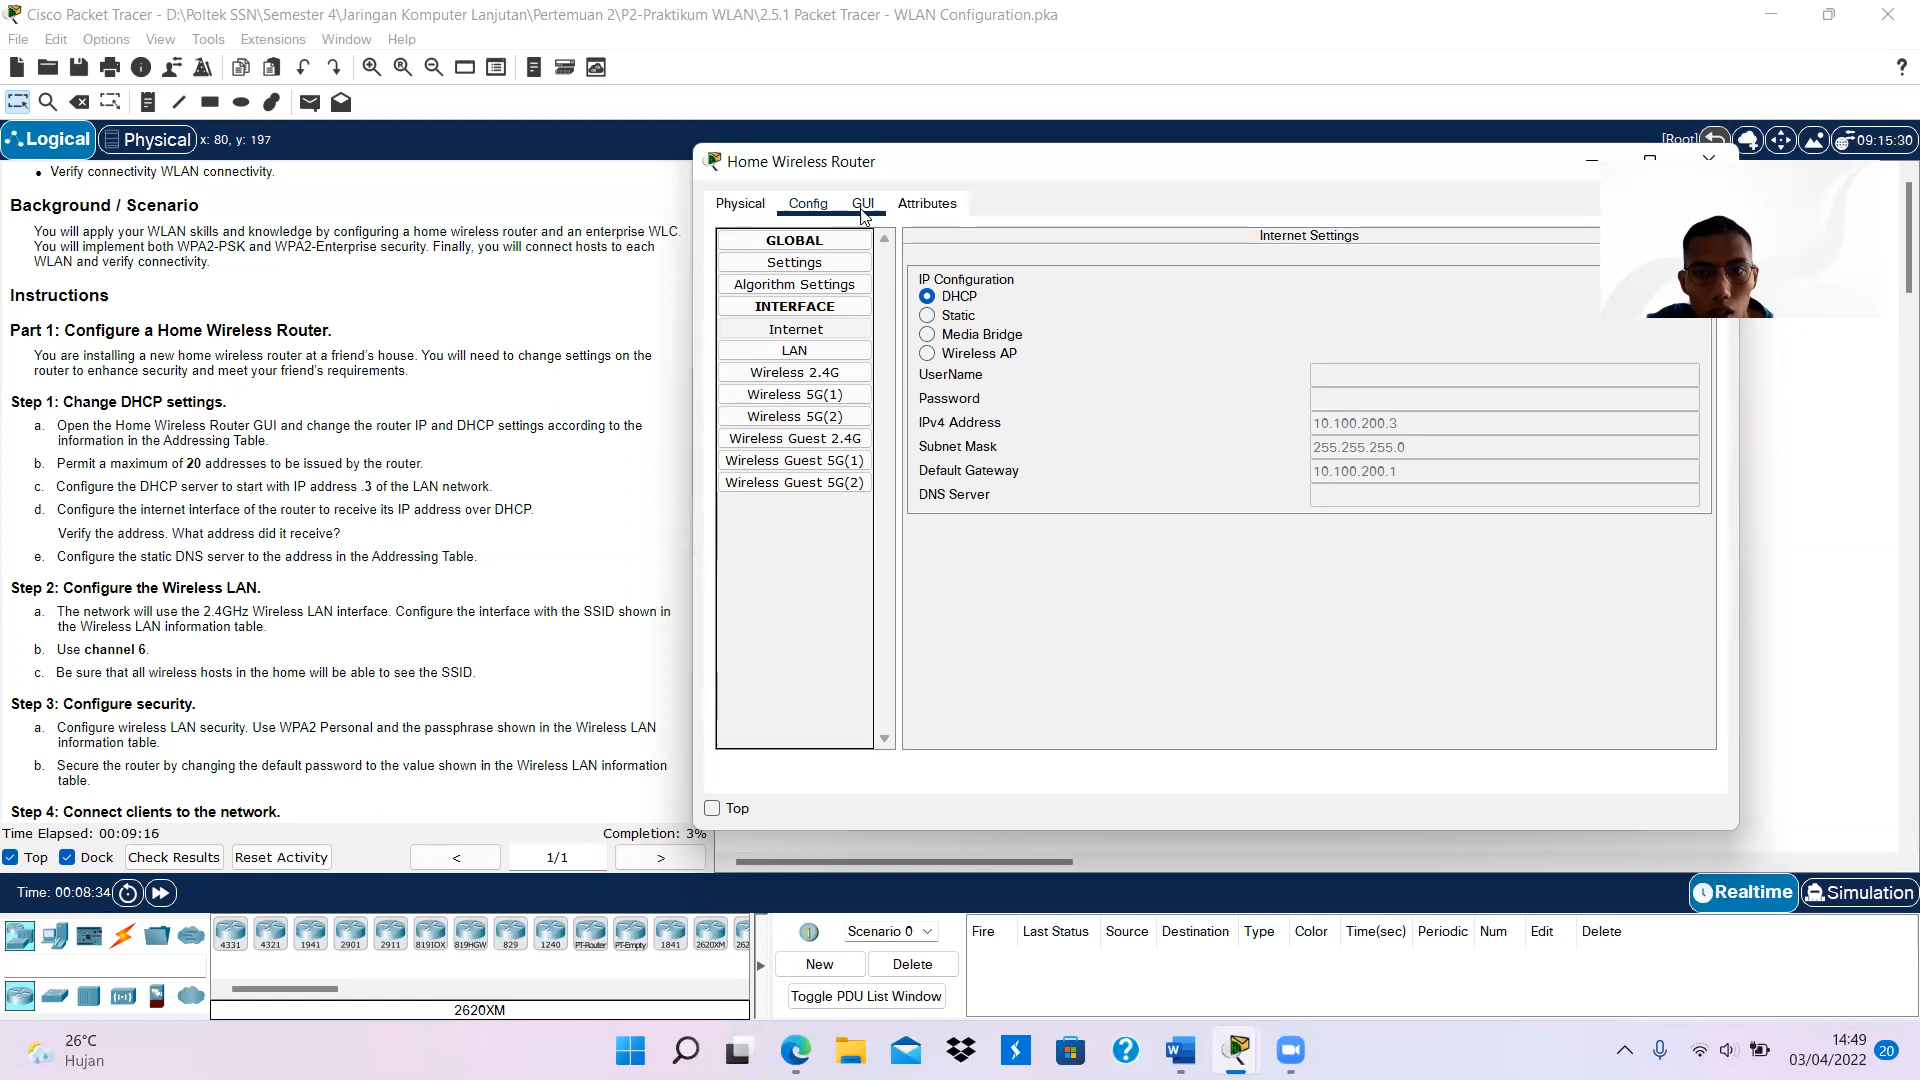 Cisco Packet Tracer - D:\Poltek SSN\Semester 4\Jaringan Komputer Lanjutan\Pertemuan 2\P2-Praktikum WLAN\2.5.1 Packet Tracer - WLAN Configuration.pka
File Edit Options View Tools Extensions Window Help
?
Logical Physical x: 80, y: 197
[Root] 09:15:30
• Verify connectivity WLAN connectivity.
Background / Scenario
You will apply your WLAN skills and knowledge by configuring a home wireless router and an enterprise WLC.
You will implement both WPA2-PSK and WPA2-Enterprise security. Finally, you will connect hosts to each
WLAN and verify connectivity.
Instructions
Part 1: Configure a Home Wireless Router.
You are installing a new home wireless router at a friend's house. You will need to change settings on the
router to enhance security and meet your friend's requirements.
Step 1: Change DHCP settings.
a. Open the Home Wireless Router GUI and change the router IP and DHCP settings according to the
information in the Addressing Table.
b. Permit a maximum of 20 addresses to be issued by the router.
c. Configure the DHCP server to start with IP address .3 of the LAN network.
d. Configure the internet interface of the router to receive its IP address over DHCP.
Verify the address. What address did it receive?
e. Configure the static DNS server to the address in the Addressing Table.
Step 2: Configure the Wireless LAN.
a. The network will use the 2.4GHz Wireless LAN interface. Configure the interface with the SSID shown in
the Wireless LAN information table.
b. Use channel 6.
c. Be sure that all wireless hosts in the home will be able to see the SSID.
Step 3: Configure security.
a. Configure wireless LAN security. Use WPA2 Personal and the passphrase shown in the Wireless LAN
information table.
b. Secure the router by changing the default password to the value shown in the Wireless LAN information
table.
Step 4: Connect clients to the network.
Time Elapsed: 00:09:16 Completion: 3%
Top Dock Check Results Reset Activity < 1/1 >
Home Wireless Router
Physical Config GUI Attributes
GLOBAL
Settings
Algorithm Settings
INTERFACE
Internet
LAN
Wireless 2.4G
Wireless 5G(1)
Wireless 5G(2)
Wireless Guest 2.4G
Wireless Guest 5G(1)
Wireless Guest 5G(2)
Internet Settings
IP Configuration
DHCP
Static
Media Bridge
Wireless AP
UserName
Password
IPv4 Address 10.100.200.3
Subnet Mask 255.255.255.0
Default Gateway 10.100.200.1
DNS Server
Top
Time: 00:08:34
Realtime Simulation
4331 4321 1941 2901 2911 819IOX 819HGW 829 1240 PT-Router PT-Empty 1841 2620XM 262
2620XM
Scenario 0
New Delete
Toggle PDU List Window
Fire Last Status Source Destination Type Color Time(sec) Periodic Num Edit Delete
26°C
Hujan
14:49
03/04/2022
20